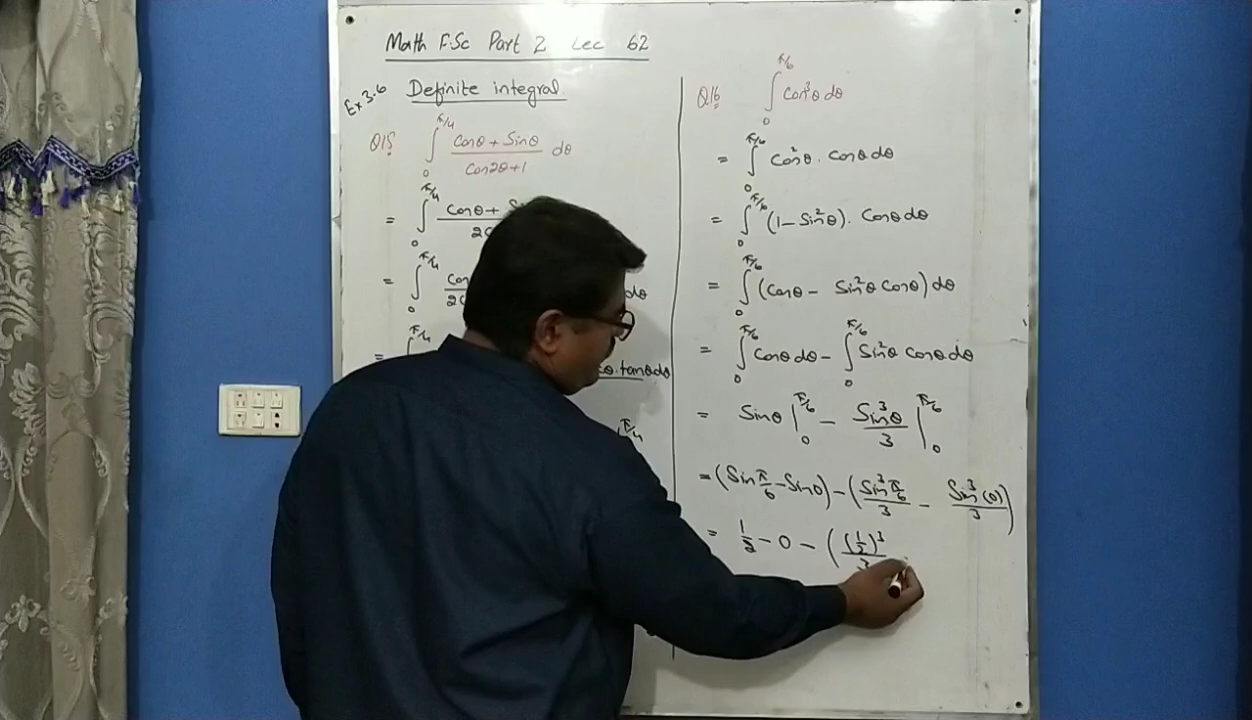 Math F.Sc Part 2 Lec 62
Ex 3.6 Definite integral
Q15 ∫₀^{π/4} (Cosθ + Sinθ)/(Cos2θ+1) dθ
= ∫₀^{π/4} Cosθ +
= ∫₀^{π/4} dθ
= tanθdθ
π/4
Q16 ∫₀^{π/6} Cos³θ dθ
= ∫₀^{π/6} Cos²θ . Cosθ dθ
= ∫₀^{π/6} (1 – Sin²θ) . Cosθ dθ
= ∫₀^{π/6} (Cosθ – Sin²θ Cosθ) dθ
= ∫₀^{π/6} Cosθ dθ – ∫₀^{π/6} Sin²θ Cosθ dθ
= Sinθ |₀^{π/6} – Sin³θ/3 |₀^{π/6}
= (Sin π/6 – Sin0) – (Sin³ π/6 / 3 – Sin³(0)/3)
= 1/2 – 0 – ((1/2)³/3